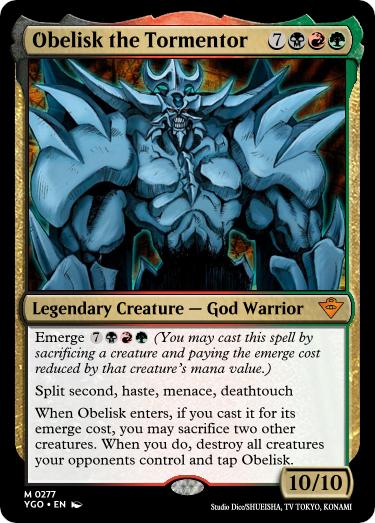 Obelisk the Tormentor 7
Legendary Creature — God Warrior
Emerge 7 (You may cast this spell by
sacrificing a creature and paying the emerge cost
reduced by that creature's mana value.)
Split second, haste, menace, deathtouch
When Obelisk enters, if you cast it for its
emerge cost, you may sacrifice two other
creatures. When you do, destroy all creatures
your opponents control and tap Obelisk.
10/10
M 0277
YGO • EN
Studio Dice/SHUEISHA, TV TOKYO, KONAMI